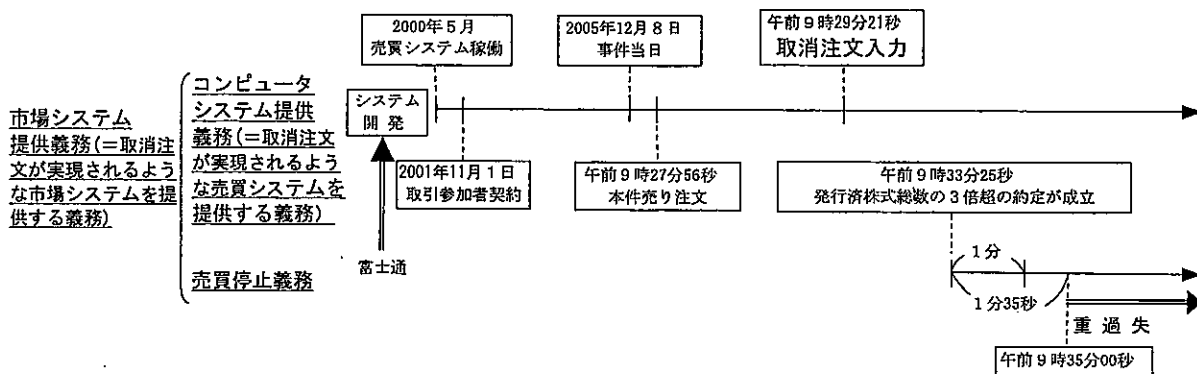 2000年5月
売買システム稼働
2005年12月8日
事件当日
午前9時29分21秒
取消注文入力
市場システム
提供義務(=取消注
文が実現されるよう
な市場システムを提
供する義務)
コンピュータ
システム提供
義務(=取消注文
が実現されるよう
な売買システムを
提供する義務)
売買停止義務
システム
開発
富士通
2001年11月1日
取引参加者契約
午前9時27分56秒
本件売り注文
午前9時33分25秒
発行済株式総数の3倍超の約定が成立
1分
1分35秒
重過失
午前9時35分00秒